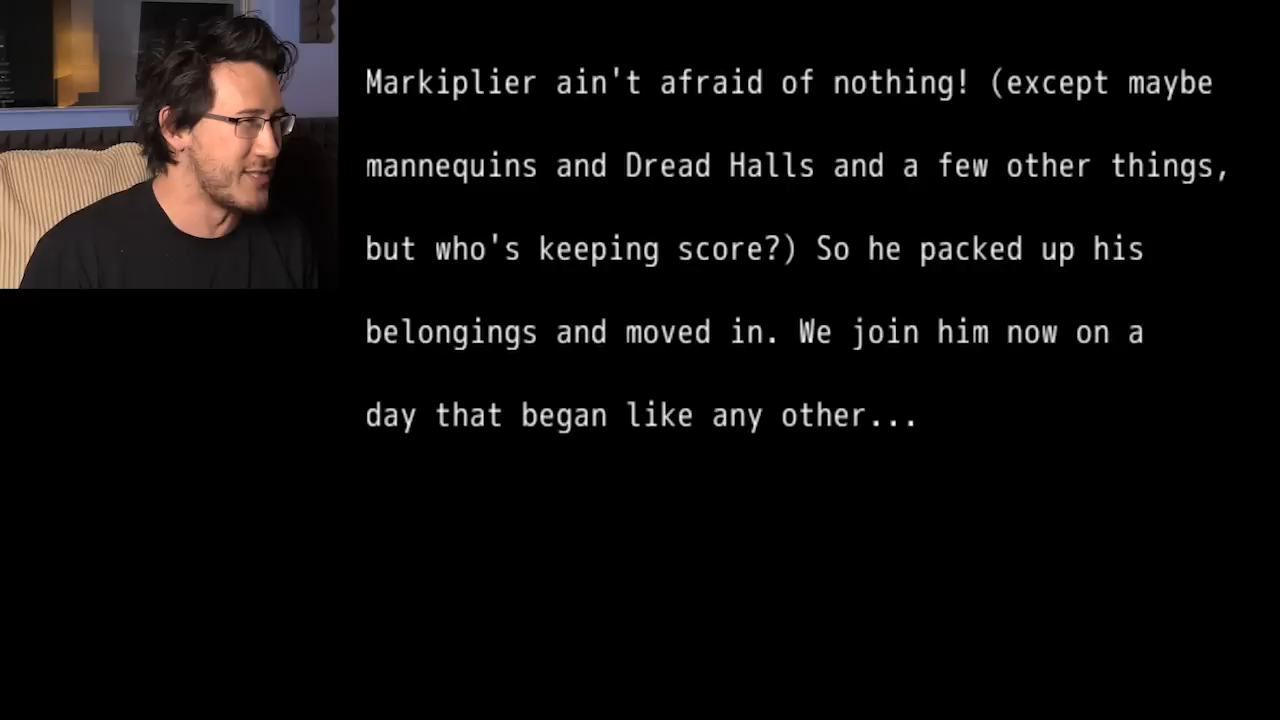 Markiplier ain't afraid of nothing! (except maybe
mannequins and Dread Halls and a few other things,
but who's keeping score?) So he packed up his
belongings and moved in. We join him now on a
day that began like any other...